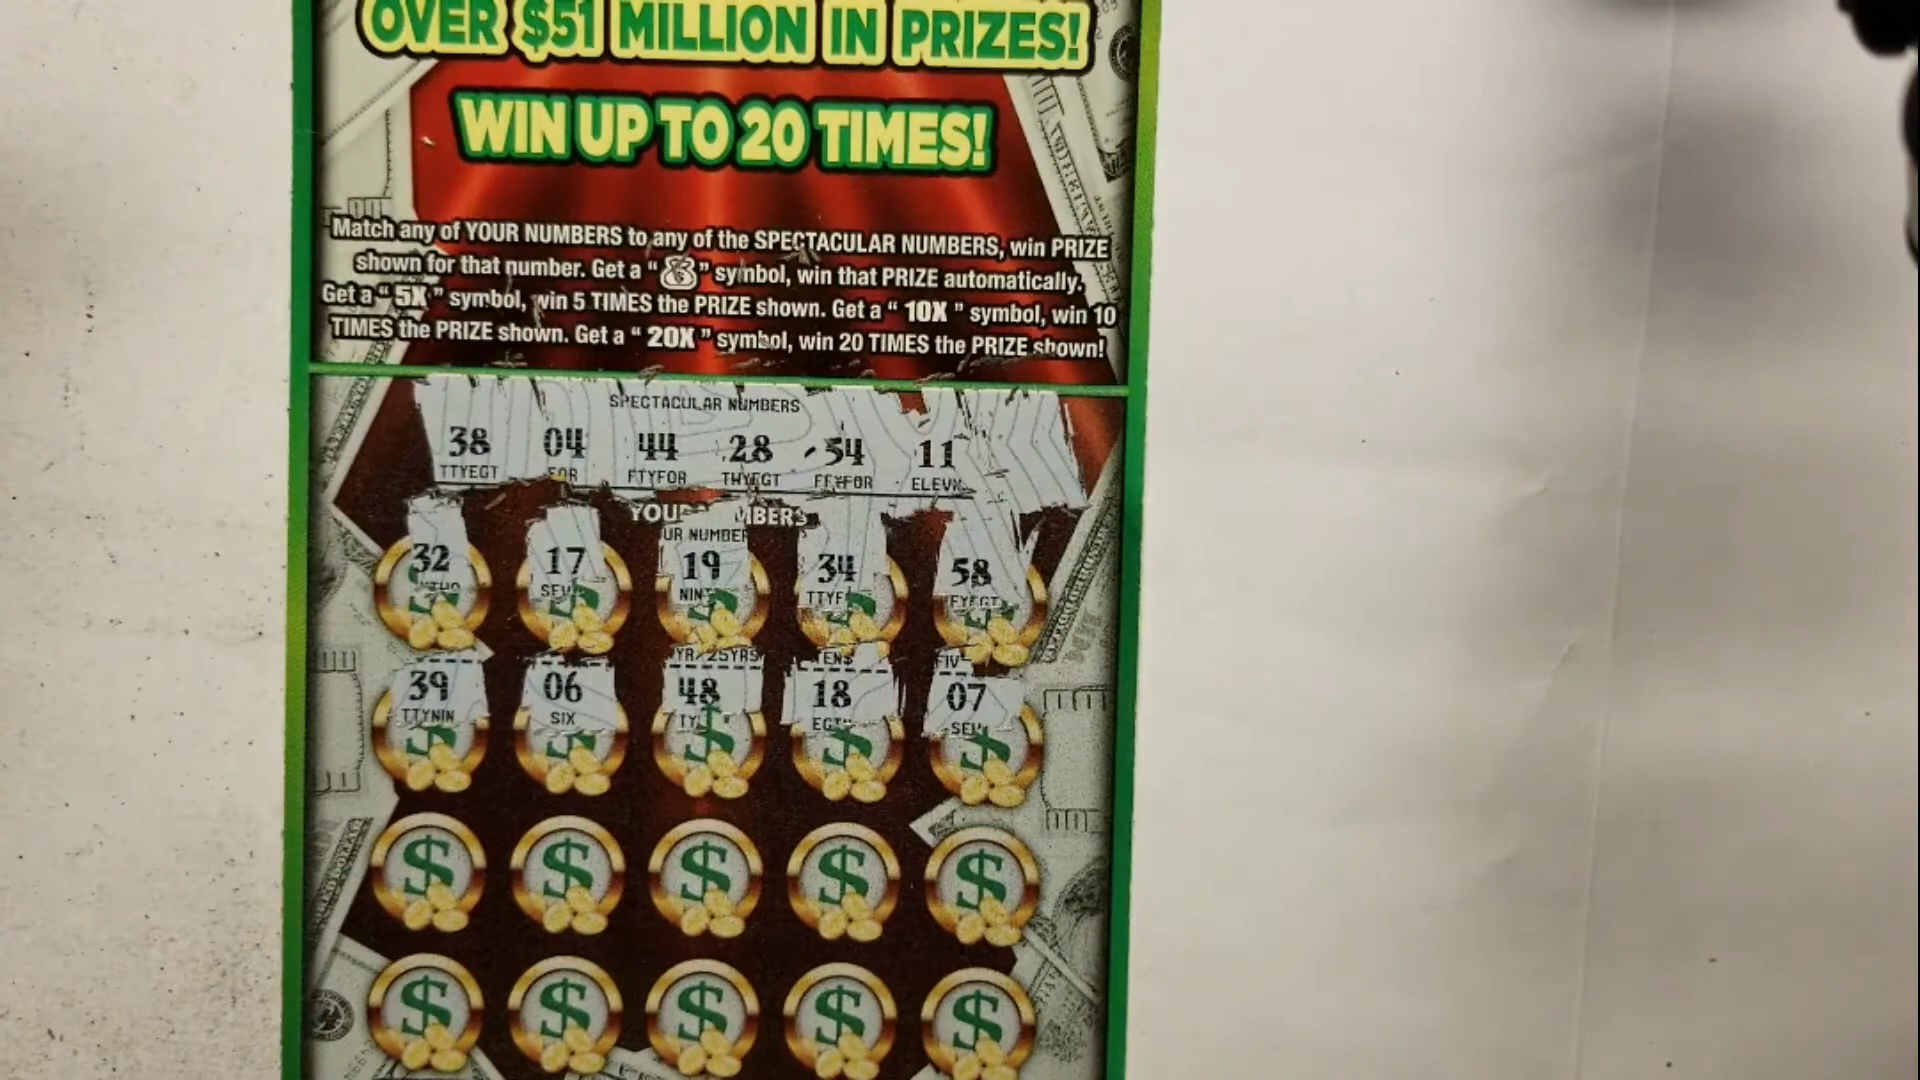 OVER $51 MILLION IN PRIZES!
WIN UP TO 20 TIMES!
Match any of YOUR NUMBERS to any of the SPECTACULAR NUMBERS, win PRIZE
shown for that number. Get a " " symbol, win that PRIZE automatically.
Get a " 5X " symbol, win 5 TIMES the PRIZE shown. Get a " 10X " symbol, win 10
TIMES the PRIZE shown. Get a " 20X " symbol, win 20 TIMES the PRIZE shown!
SPECTACULAR NUMBERS
38 04 44 28 54 11
TTYEGT FOR FTYFOR TWYEGT FFYFOR ELEVN
32 17 19 34 58
FYEGT
25YRS
39 06 48 18 07
TTYNIN SIX